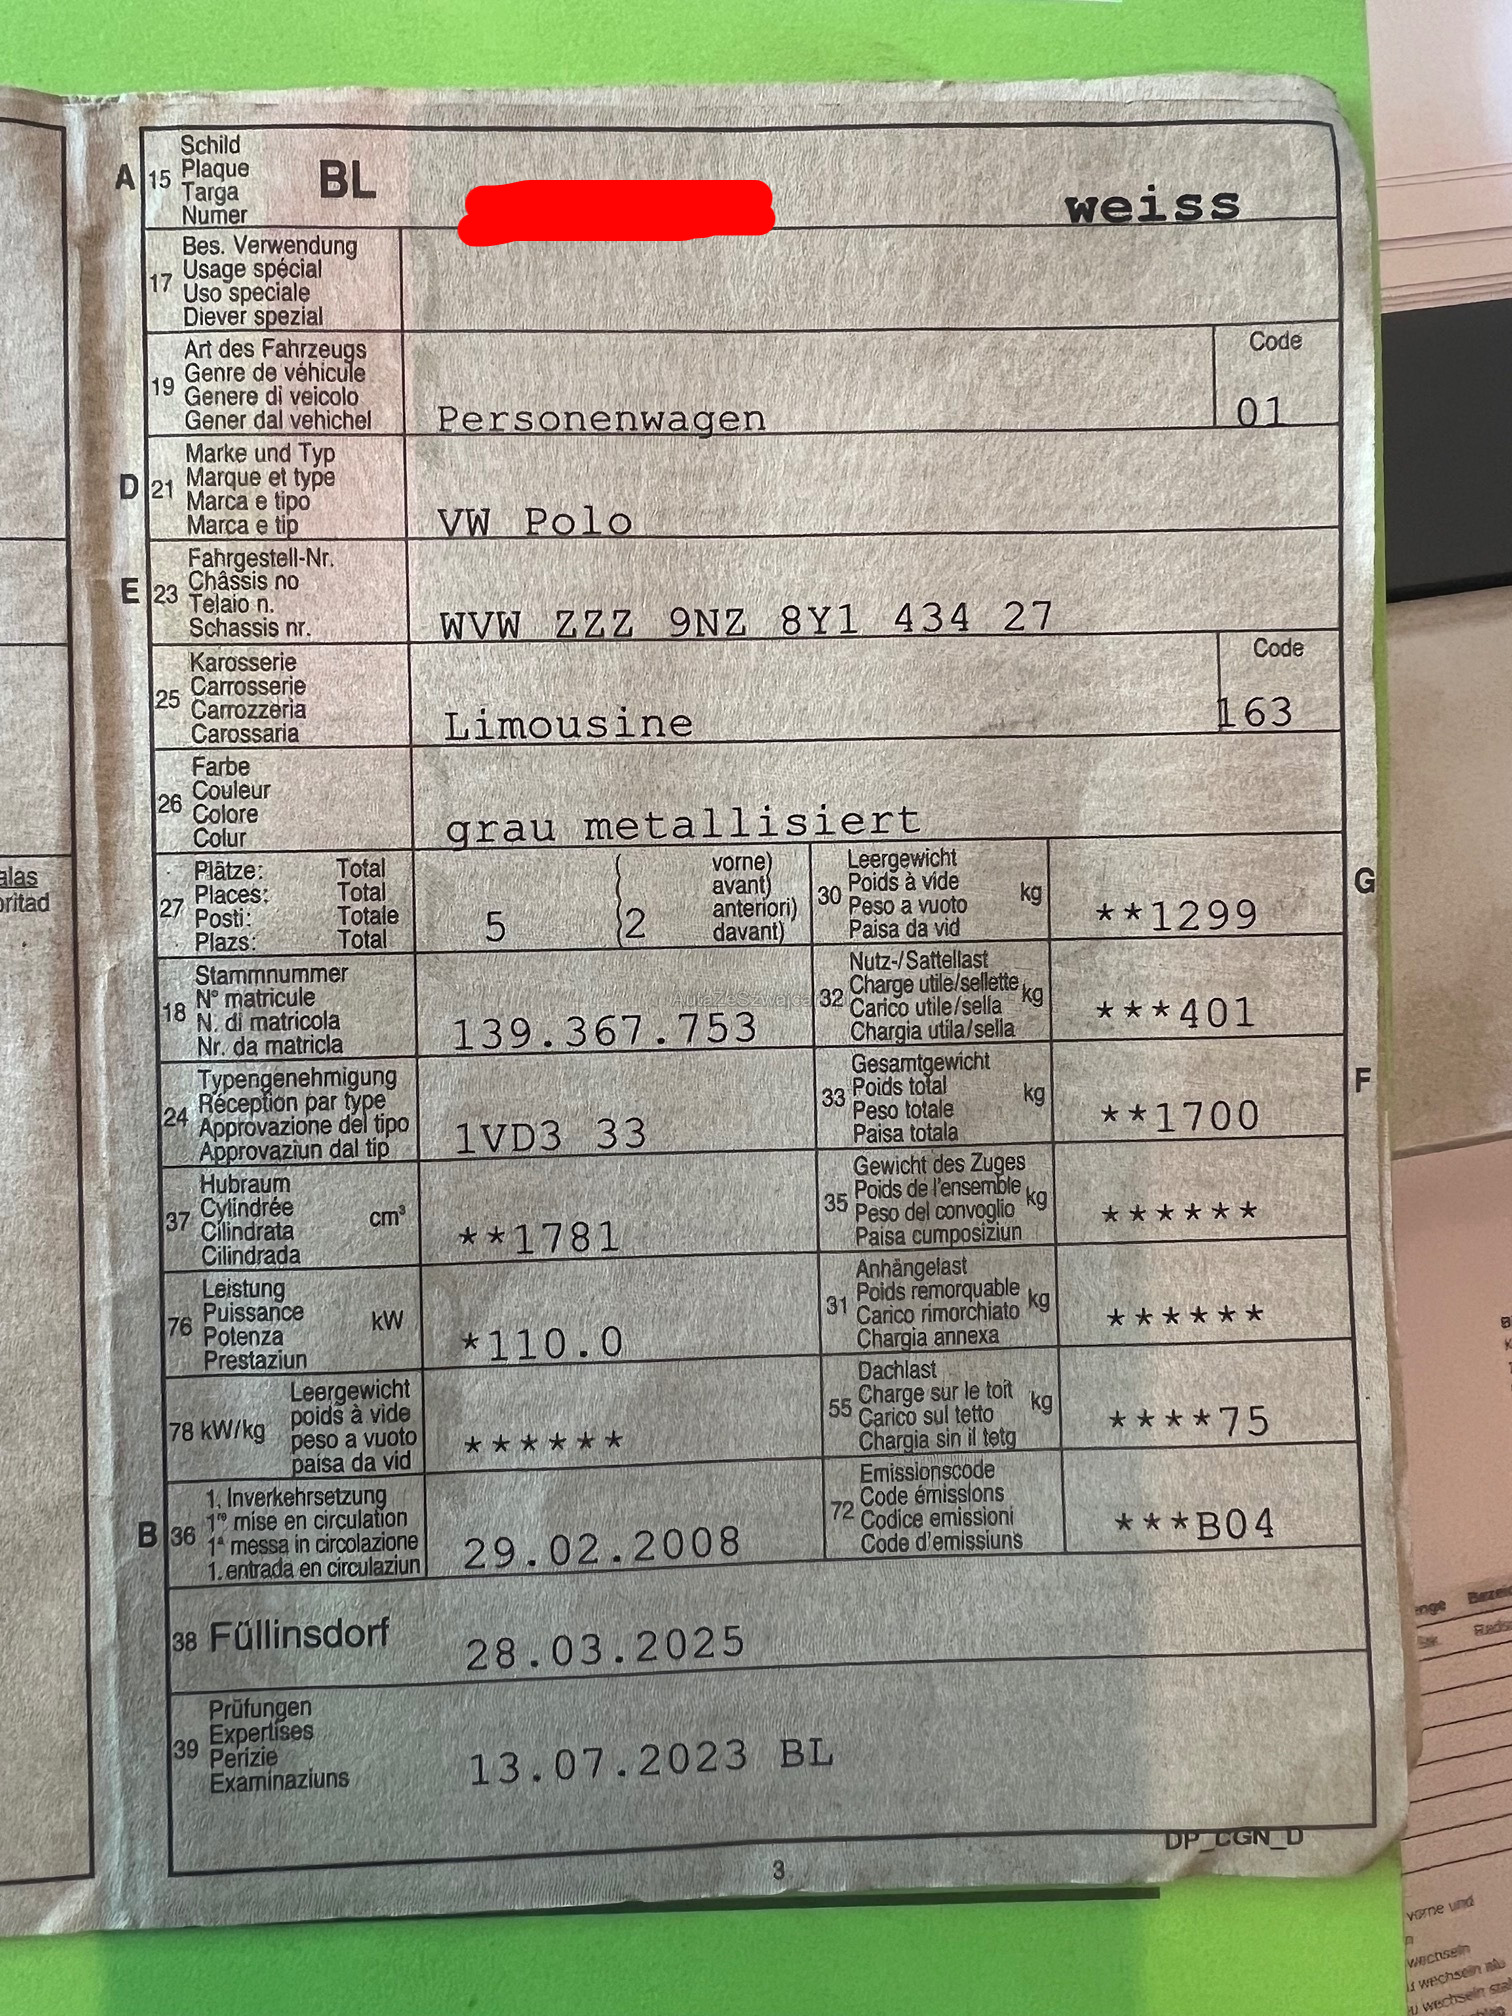 A 15 Schild
Plaque
Targa
Numer
BL
weiss
17 Bes. Verwendung
Usage spécial
Uso speciale
Diever spezial
19 Art des Fahrzeugs
Genre de véhicule
Genere di veicolo
Gener dal vehichel
Personenwagen
Code
01
D 21 Marke und Typ
Marque et type
Marca e tipo
Marca e tip
VW Polo
E 23 Fahrgestell-Nr.
Châssis no
Telaio n.
Schassis nr.
WVW ZZZ 9NZ 8Y1 434 27
25 Karosserie
Carrosserie
Carrozzeria
Carossaria
Limousine
Code
163
26 Farbe
Couleur
Colore
Colur
grau metallisiert
27 Plätze: Total
Places: Total
Posti: Totale
Plazs: Total
5 (2 vorne)
avant)
anteriori)
davant)
G 30 Leergewicht
Poids à vide
Peso a vuoto
Paisa da vid
kg
**1299
18 Stammnummer
N° matricule
N. di matricola
Nr. da matricla
139.367.753
32 Nutz-/Sattellast
Charge utile/sellette
Carico utile/sella
Chargia utila/sella
kg
***401
24 Typengenehmigung
Réception par type
Approvazione del tipo
Approvaziun dal tip
1VD3 33
F 33 Gesamtgewicht
Poids total
Peso totale
Paisa totala
kg
**1700
37 Hubraum
Cylindrée
Cilindrata
Cilindrada
cm³
**1781
35 Gewicht des Zuges
Poids de l'ensemble
Peso del convoglio
Paisa cumposiziun
kg
******
76 Leistung
Puissance
Potenza
Prestaziun
kW
*110.0
31 Anhängelast
Poids remorquable
Carico rimorchiato
Chargia annexa
kg
******
78 kW/kg Leergewicht
poids à vide
peso a vuoto
paisa da vid
******
55 Dachlast
Charge sur le toit
Carico sul tetto
Chargia sin il tetg
kg
****75
B 36 1. Inverkehrsetzung
1re mise en circulation
1a messa in circolazione
1. entrada en circulaziun
29.02.2008
72 Emissionscode
Code émissions
Codice emissioni
Code d'emissiuns
***B04
38 Füllinsdorf 28.03.2025
39 Prüfungen
Expertises
Perizie
Examinaziuns
13.07.2023 BL
DP_CGN_D
3
vorne und
wechseln
wechseln
wechseln